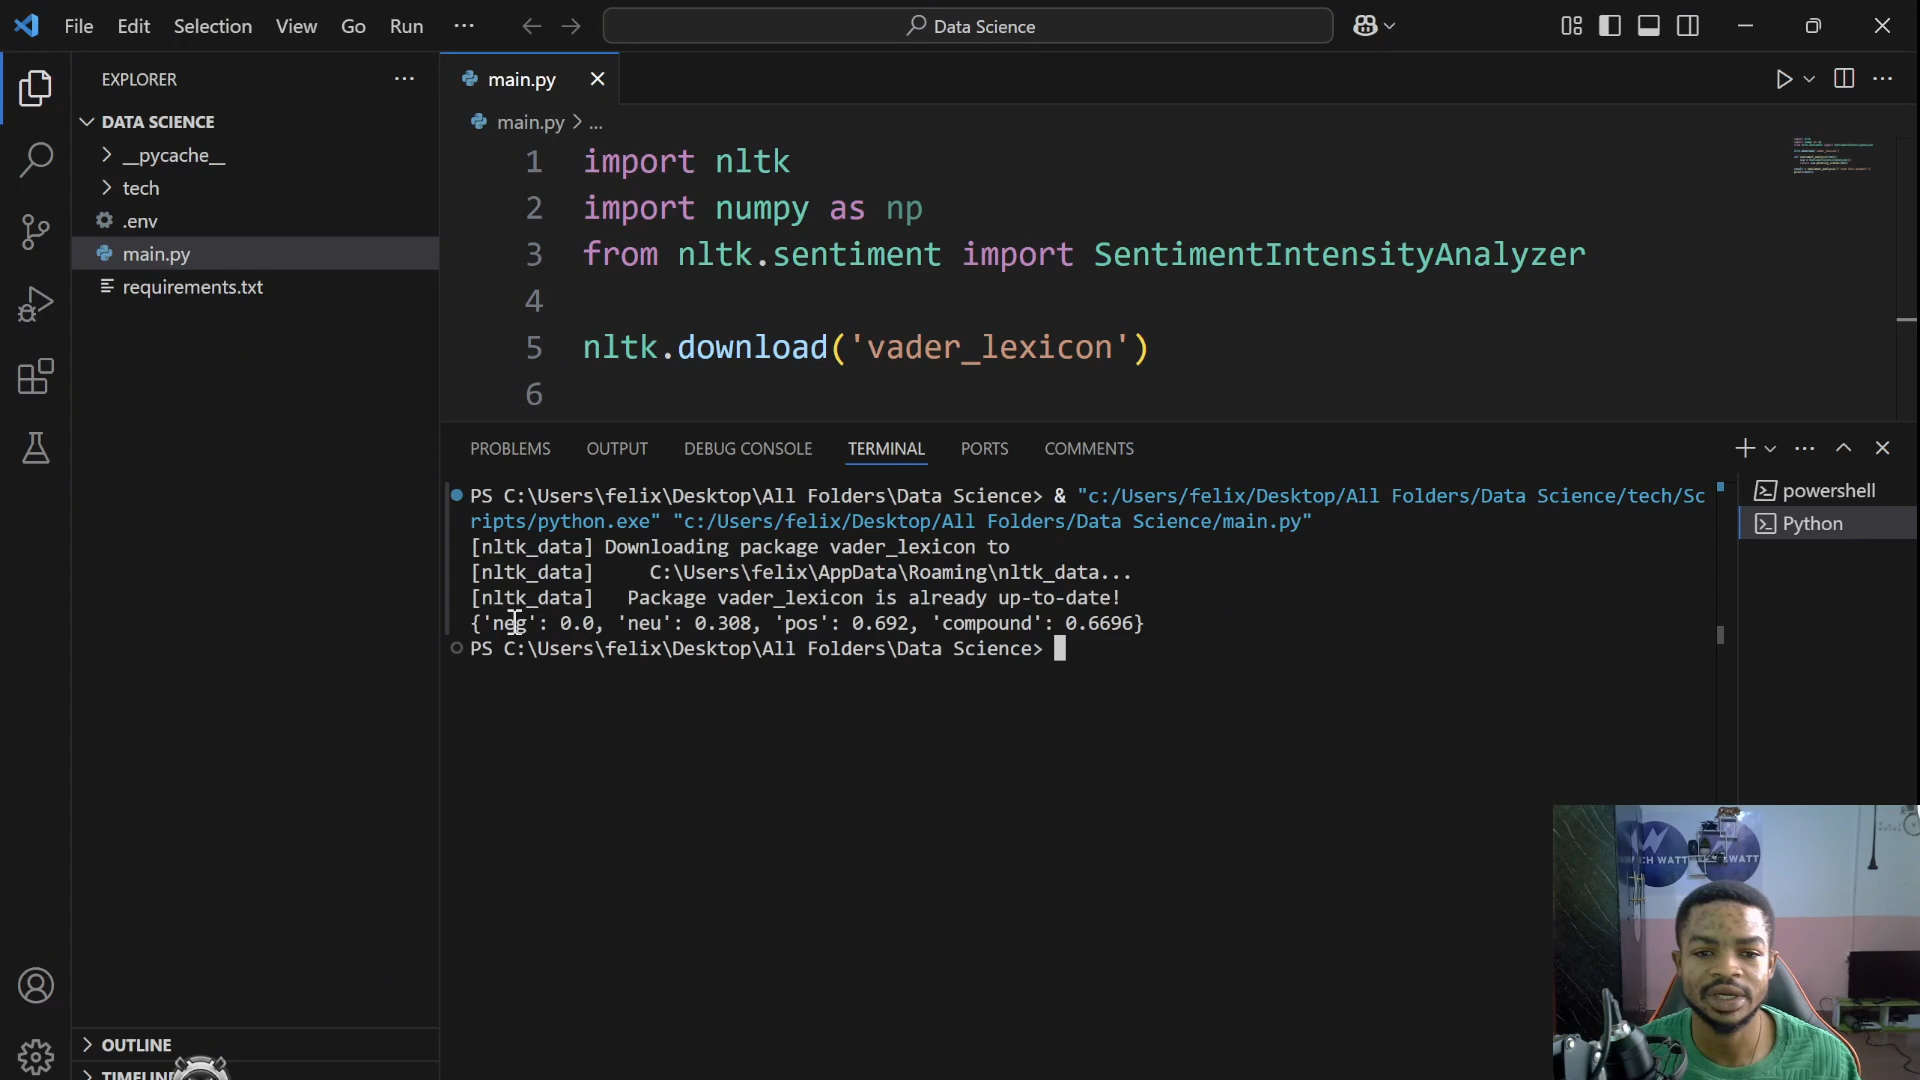 File Edit Selection View Go Run ...
Data Science
EXPLORER
DATA SCIENCE
__pycache__
tech
.env
main.py
requirements.txt
OUTLINE
main.py
main.py > ...
1 import nltk
2 import numpy as np
3 from nltk.sentiment import SentimentIntensityAnalyzer
4
5 nltk.download('vader_lexicon')
6
PROBLEMS OUTPUT DEBUG CONSOLE TERMINAL PORTS COMMENTS
PS C:\Users\felix\Desktop\All Folders\Data Science> & "c:/Users/felix/Desktop/All Folders/Data Science/tech/Sc
ripts/python.exe" "c:/Users/felix/Desktop/All Folders/Data Science/main.py"
[nltk_data] Downloading package vader_lexicon to
[nltk_data]     C:\Users\felix\AppData\Roaming\nltk_data...
[nltk_data]   Package vader_lexicon is already up-to-date!
{'neg': 0.0, 'neu': 0.308, 'pos': 0.692, 'compound': 0.6696}
PS C:\Users\felix\Desktop\All Folders\Data Science>
powershell
Python